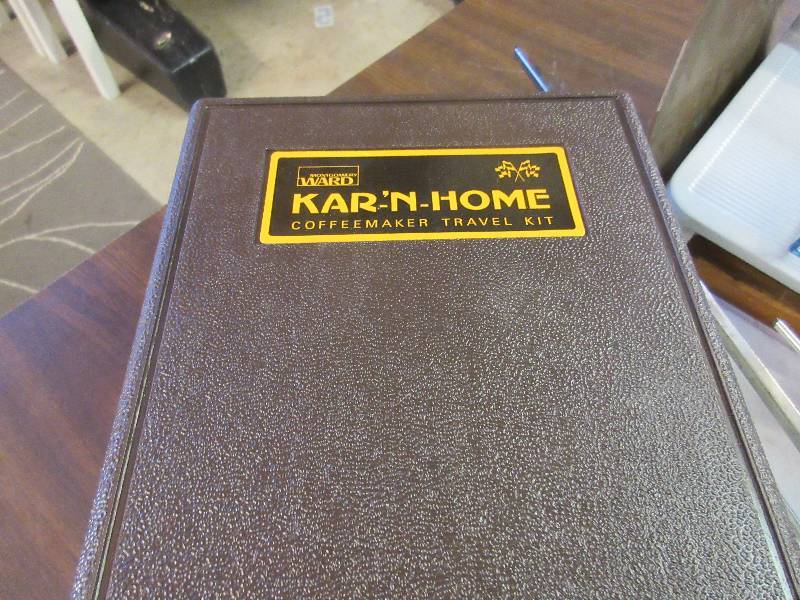 MONTGOMERY
WARD
KAR-'N-HOME
COFFEEMAKER TRAVEL KIT